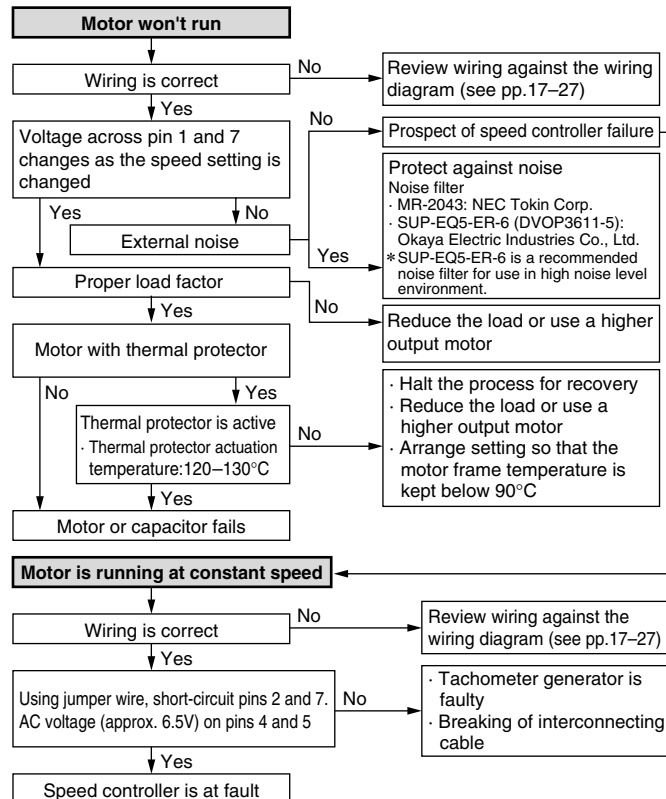 Motor won't run
Wiring is correct
No
Review wiring against the wiring
diagram (see pp.17–27)
Yes
Voltage across pin 1 and 7
changes as the speed setting is
changed
No
Prospect of speed controller failure
Yes
No
External noise
Yes
Protect against noise
Noise filter
· MR-2043: NEC Tokin Corp.
· SUP-EQ5-ER-6 (DVOP3611-5):
Okaya Electric Industries Co., Ltd.
* SUP-EQ5-ER-6 is a recommended
noise filter for use in high noise level
environment.
Proper load factor
Yes
No
Reduce the load or use a higher
output motor
Motor with thermal protector
No
Yes
Thermal protector is active
· Thermal protector actuation
temperature:120–130°C
No
· Halt the process for recovery
· Reduce the load or use a
higher output motor
· Arrange setting so that the
motor frame temperature is
kept below 90°C
Yes
Motor or capacitor fails
Motor is running at constant speed
Wiring is correct
No
Review wiring against the
wiring diagram (see pp.17–27)
Yes
Using jumper wire, short-circuit pins 2 and 7.
AC voltage (approx. 6.5V) on pins 4 and 5
No
· Tachometer generator is
faulty
· Breaking of interconnecting
cable
Yes
Speed controller is at fault